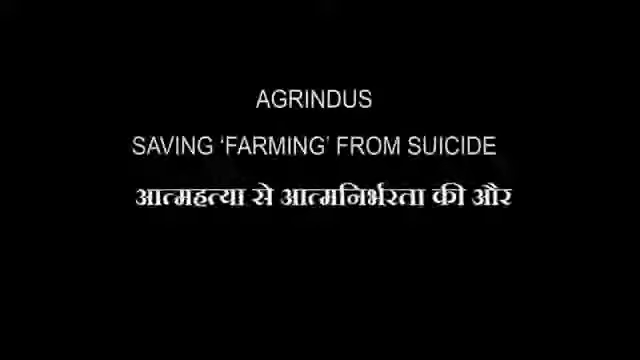 AGRINDUS
SAVING ‘FARMING’ FROM SUICIDE
आत्महत्या से आत्मनिर्भरता की और